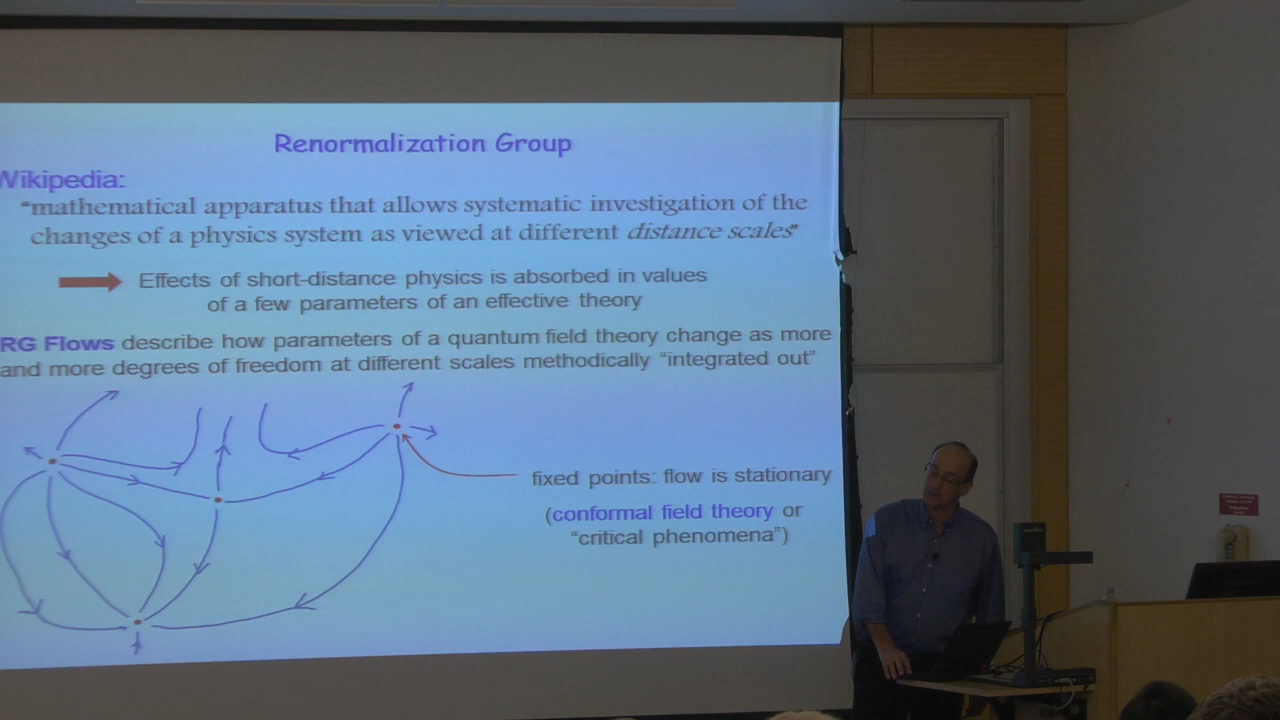 Renormalization Group
Wikipedia:
"mathematical apparatus that allows systematic investigation of the
changes of a physics system as viewed at different distance scales"
Effects of short-distance physics is absorbed in values
of a few parameters of an effective theory
RG Flows describe how parameters of a quantum field theory change as more
and more degrees of freedom at different scales methodically "integrated out"
fixed points: flow is stationary
(conformal field theory or
"critical phenomena")